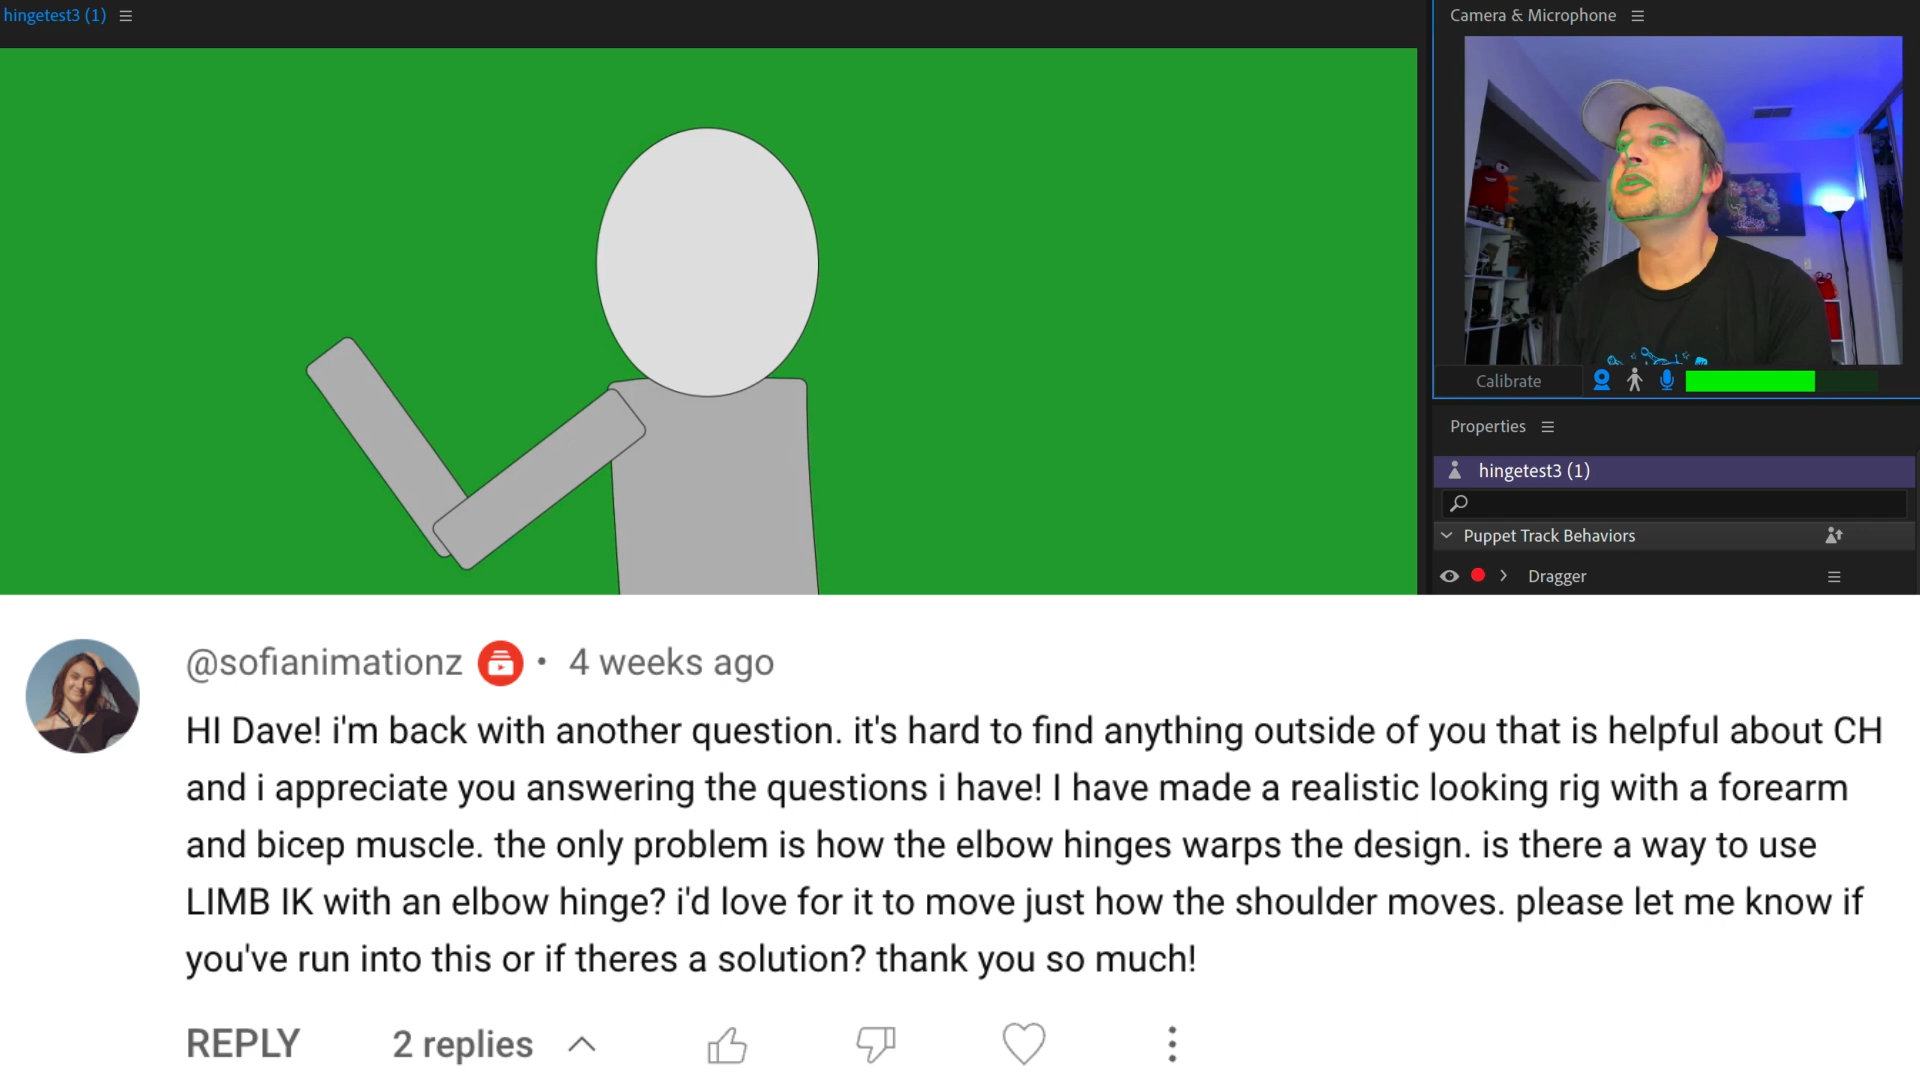 hingetest3 (1)
Camera & Microphone
Calibrate
Properties
hingetest3 (1)
Puppet Track Behaviors
Dragger
@sofianimationz • 4 weeks ago
HI Dave! i'm back with another question. it's hard to find anything outside of you that is helpful about CH
and i appreciate you answering the questions i have! I have made a realistic looking rig with a forearm
and bicep muscle. the only problem is how the elbow hinges warps the design. is there a way to use
LIMB IK with an elbow hinge? i'd love for it to move just how the shoulder moves. please let me know if
you've run into this or if theres a solution? thank you so much!
REPLY 2 replies